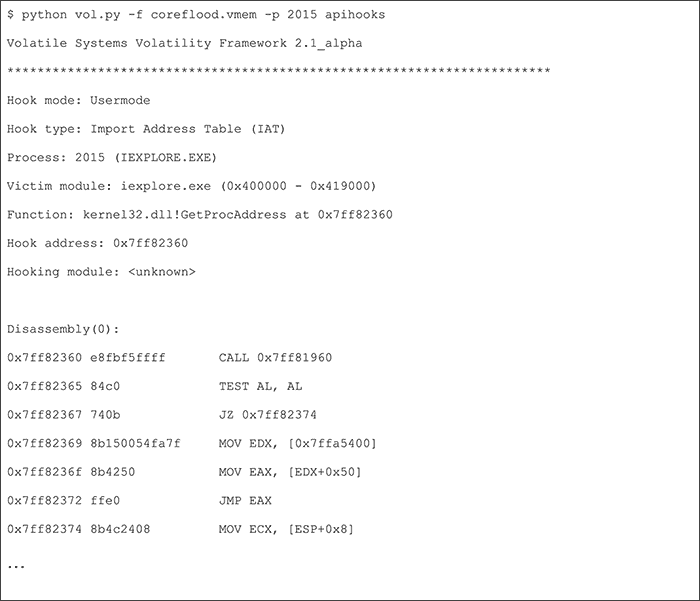 $ python vol.py -f coreflood.vmem -p 2015 apihooks
Volatile Systems Volatility Framework 2.1_alpha
************************************************************************
Hook mode: Usermode
Hook type: Import Address Table (IAT)
Process: 2015 (IEXPLORE.EXE)
Victim module: iexplore.exe (0x400000 - 0x419000)
Function: kernel32.dll!GetProcAddress at 0x7ff82360
Hook address: 0x7ff82360
Hooking module: <unknown>
Disassembly(0):
0x7ff82360 e8fbf5ffff CALL 0x7ff81960
0x7ff82365 84c0 TEST AL, AL
0x7ff82367 740b JZ 0x7ff82374
0x7ff82369 8b150054fa7f MOV EDX, [0x7ffa5400]
0x7ff8236f 8b4250 MOV EAX, [EDX+0x50]
0x7ff82372 ffe0 JMP EAX
0x7ff82374 8b4c2408 MOV ECX, [ESP+0x8]
...